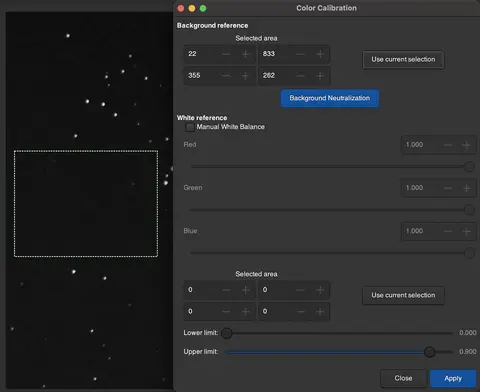 Color Calibration
Background reference
Selected area
22 833
355 262
Use current selection
Background Neutralization
White reference
Manual White Balance
Red 1.000
Green 1.000
Blue 1.000
Selected area
0 0
0 0
Use current selection
Lower limit: 0.000
Upper limit: 0.900
Close Apply